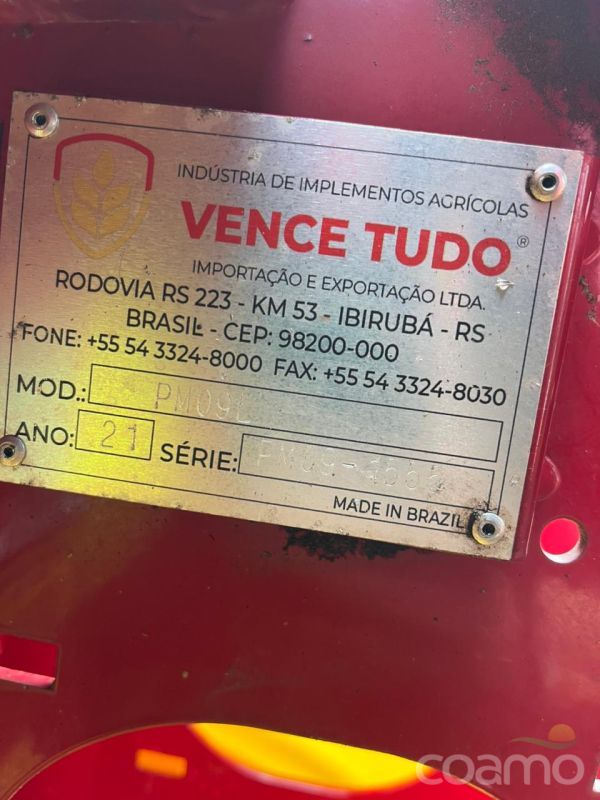 INDÚSTRIA DE IMPLEMENTOS AGRÍCOLAS
VENCE TUDO®
IMPORTAÇÃO E EXPORTAÇÃO LTDA.
RODOVIA RS 223 - KM 53 - IBIRUBÁ - RS
BRASIL - CEP: 98200-000
FONE: +55 54 3324-8000 FAX: +55 54 3324-8030
MOD.:
ANO: 21 SÉRIE:
MADE IN BRAZIL
coamo